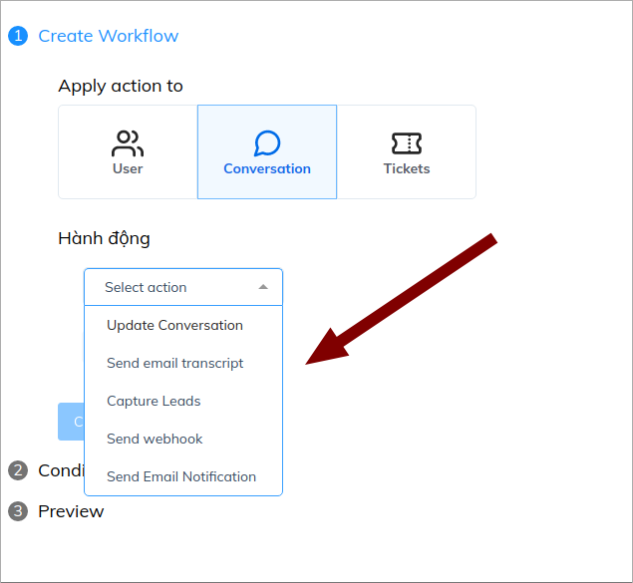 1 Create Workflow
Apply action to
User Conversation Tickets
Hành động
Select action
Update Conversation
Send email transcript
Capture Leads
Send webhook
Send Email Notification
C
2 Condi
3 Preview